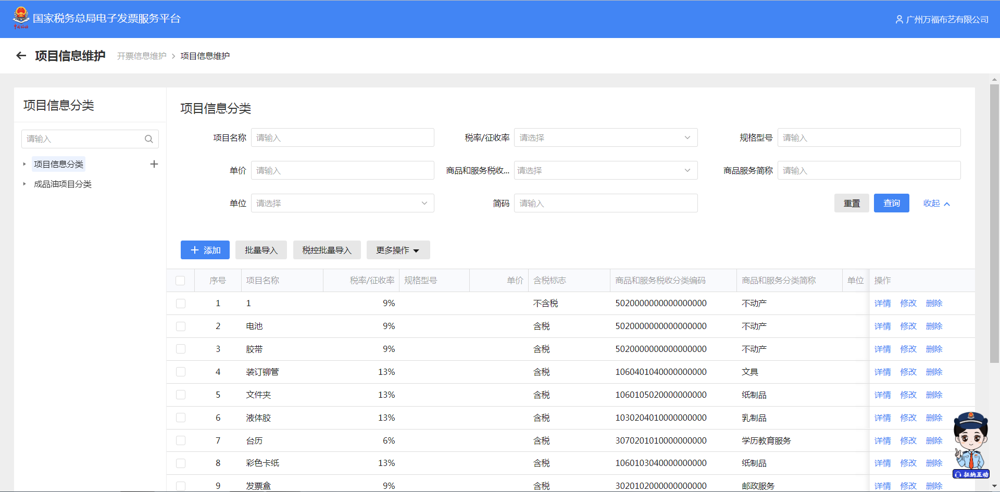 国家税务总局电子发票服务平台
广州万福布艺有限公司
项目信息维护 开票信息维护 > 项目信息维护
项目信息分类
请输入
项目信息分类
成品油项目分类
项目信息分类
项目名称 请输入 税率/征收率 请选择 规格型号 请输入
单价 请输入 商品和服务税收... 请选择 商品服务简称 请输入
单位 请选择 简码 请输入 重置 查询 收起
添加 批量导入 税控批量导入 更多操作
序号 项目名称 税率/征收率 规格型号 单价 含税标志 商品和服务税收分类编码 商品和服务分类简称 单位 操作
1 1 9% 不含税 5020000000000000000 不动产 详情 修改 删除
2 电池 9% 含税 5020000000000000000 不动产 详情 修改 删除
3 胶带 9% 含税 5020000000000000000 不动产 详情 修改 删除
4 装订铆管 13% 含税 1060401040000000000 文具 详情 修改 删除
5 文件夹 13% 含税 1060105020000000000 纸制品 详情 修改 删除
6 液体胶 13% 含税 1030204010000000000 乳制品 详情 修改 删除
7 台历 6% 含税 3070201010000000000 学历教育服务 详情 修改 删除
8 彩色卡纸 13% 含税 1060103040000000000 纸制品 详情 修改 删除
9 发票盒 9% 含税 3020102000000000000 邮政服务 详情 修改 删除
征纳互动